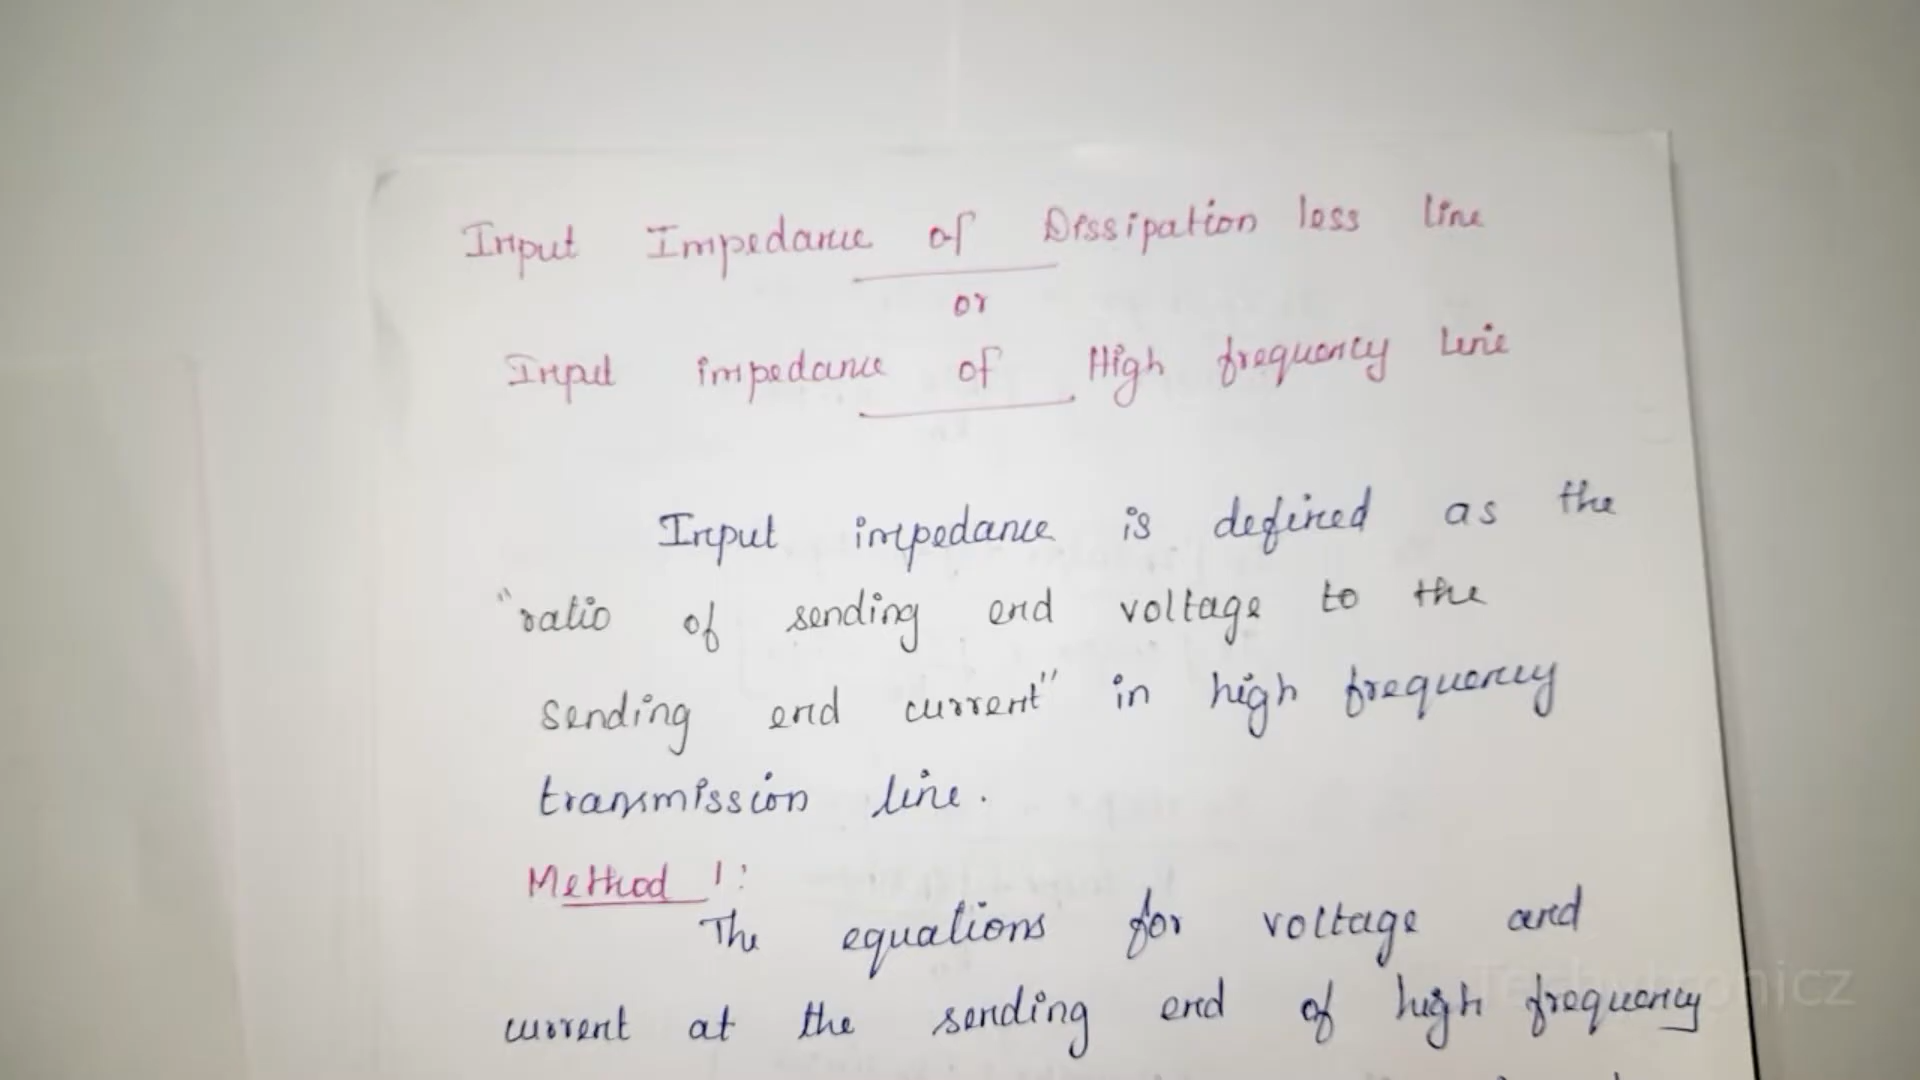 Input Impedance of Dissipation less line
or
Input impedance of High frequency line
Input impedance is defined as the
"ratio of sending end voltage to the
sending end current" in high frequency
transmission line.
Method 1:
The equations for voltage and
current at the sending end of high frequency